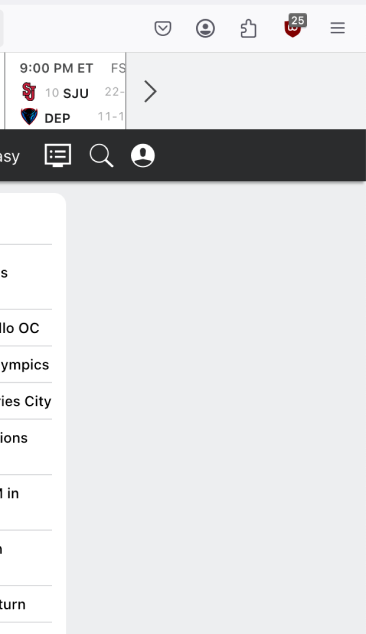 25
9:00 PM ET FS
10 SJU 22-
DEP 11-1
asy
s
llo OC
ympics
ies City
ions
M in
n
turn